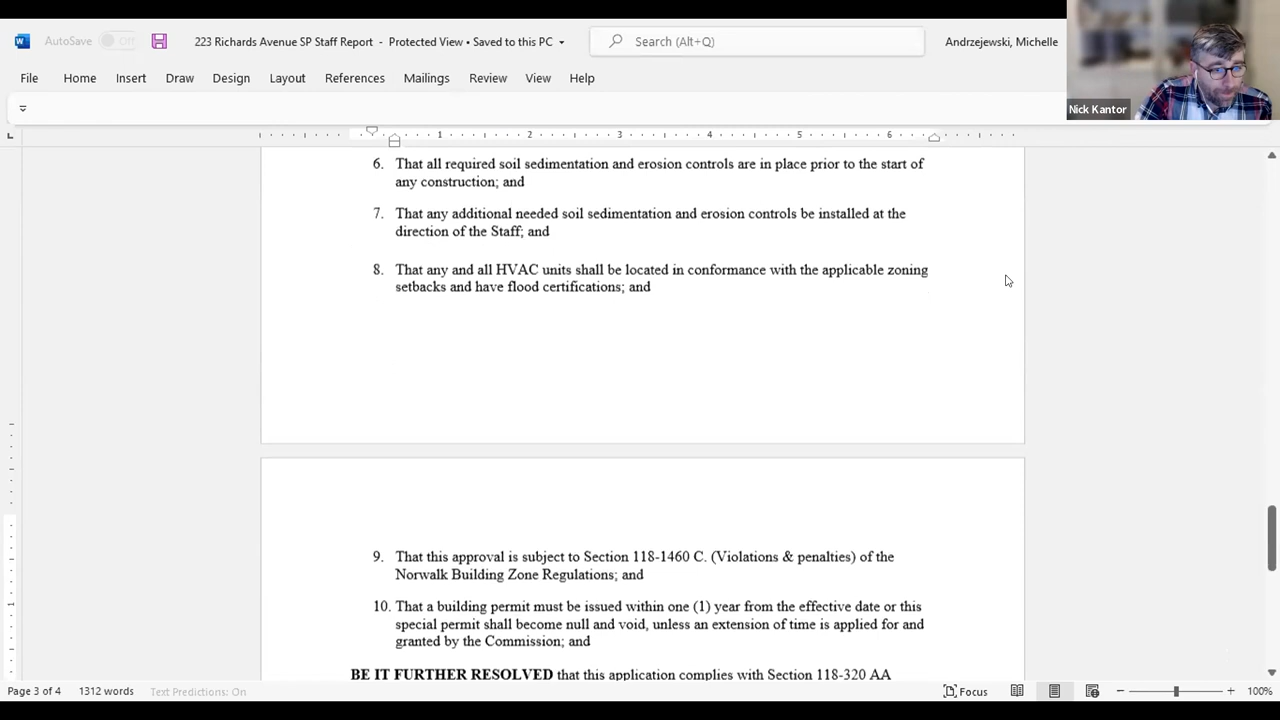 AutoSave Off 223 Richards Avenue SP Staff Report - Protected View • Saved to this PC Search (Alt+Q) Andrzejewski, Michelle
File Home Insert Draw Design Layout References Mailings Review View Help
Nick Kantor
1 2 3 4 5 6
6. That all required soil sedimentation and erosion controls are in place prior to the start of
any construction; and
7. That any additional needed soil sedimentation and erosion controls be installed at the
direction of the Staff; and
8. That any and all HVAC units shall be located in conformance with the applicable zoning
setbacks and have flood certifications; and
9. That this approval is subject to Section 118-1460 C. (Violations & penalties) of the
Norwalk Building Zone Regulations; and
10. That a building permit must be issued within one (1) year from the effective date or this
special permit shall become null and void, unless an extension of time is applied for and
granted by the Commission; and
BE IT FURTHER RESOLVED that this application complies with Section 118-320 AA
1
Page 3 of 4 1312 words Text Predictions: On Focus 100%